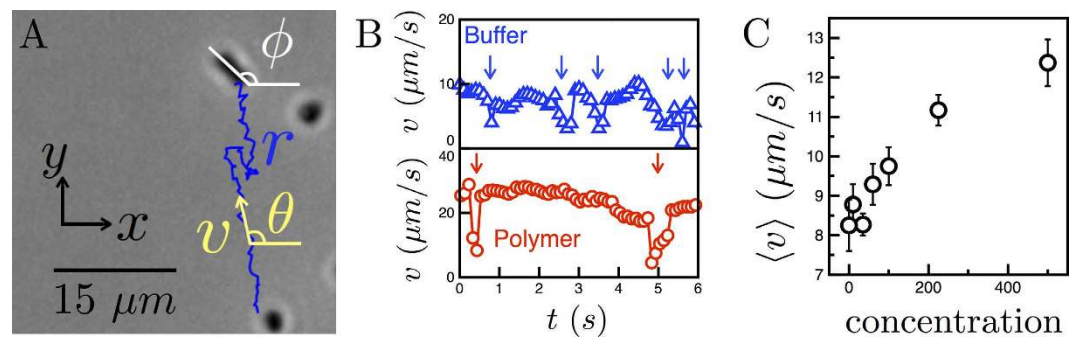 A
ϕ
r
y
x
v
θ
15 μm
B
Buffer
v (μm/s)
10
0
Polymer
v (μm/s)
40
20
0
0 1 2 3 4 5 6
t (s)
C
⟨v⟩ (μm/s)
13
12
11
10
9
8
7
0 200 400
concentration